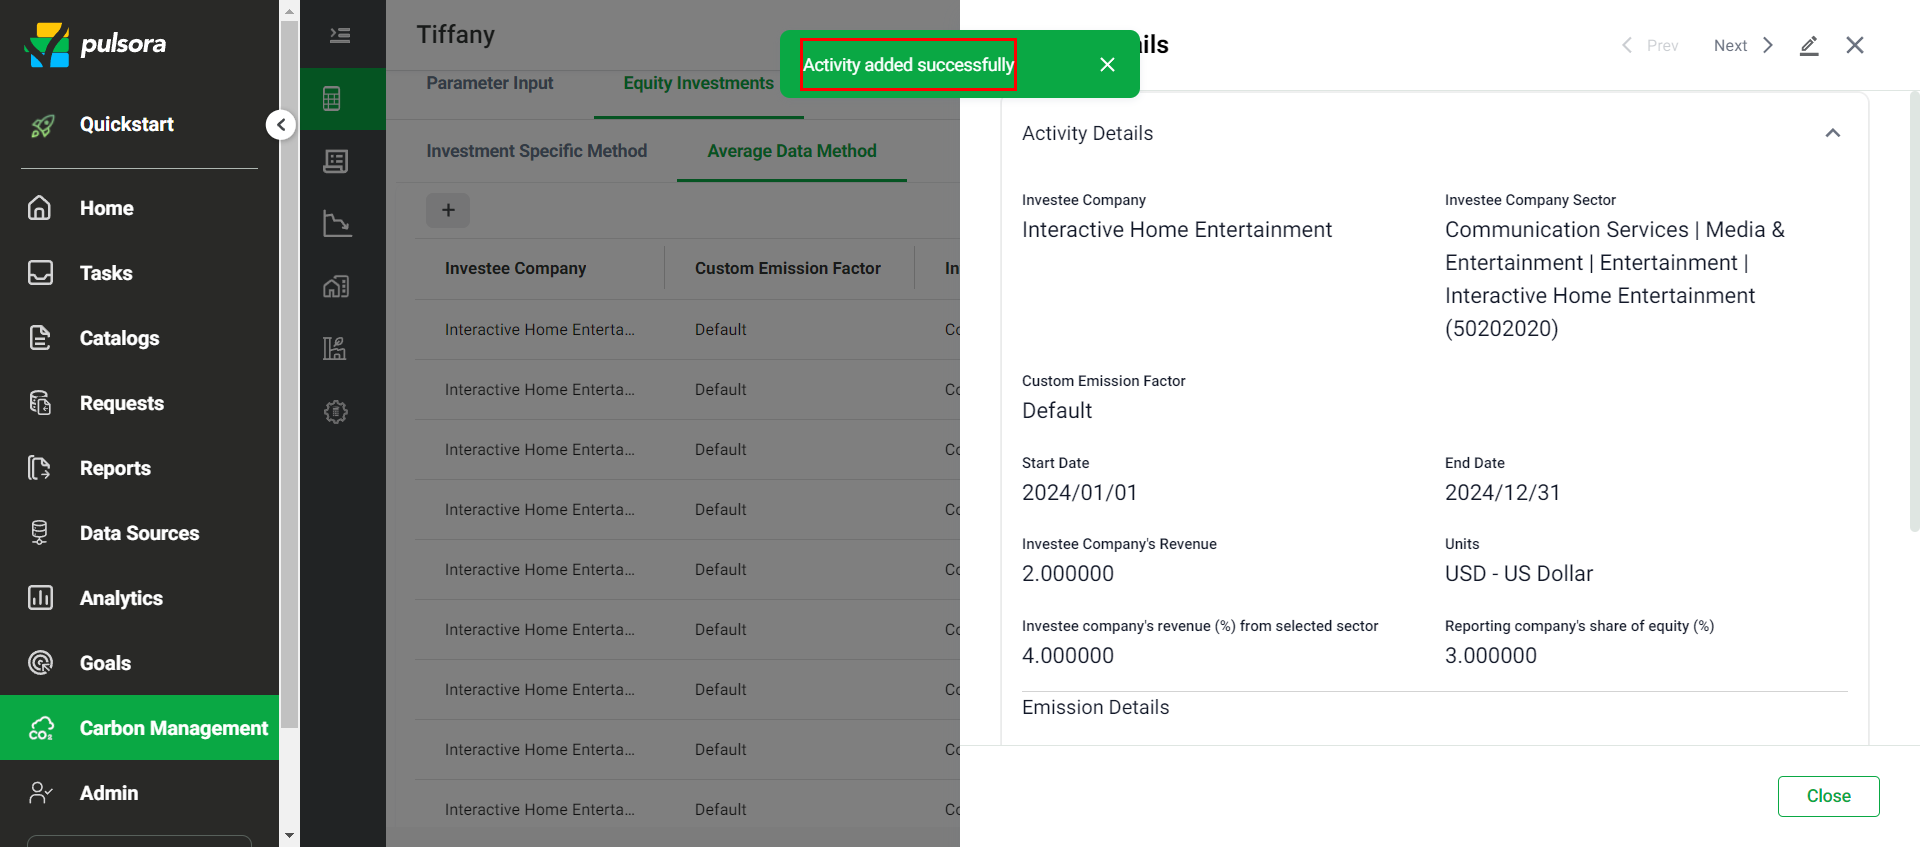 pulsora
Quickstart
Home
Tasks
Catalogs
Requests
Reports
Data Sources
Analytics
Goals
Carbon Management
Admin
Tiffany
Parameter Input
Equity Investments
Investment Specific Method
Average Data Method
+
Investee Company Custom Emission Factor In
Interactive Home Enterta... Default Co
Interactive Home Enterta... Default Co
Interactive Home Enterta... Default Co
Interactive Home Enterta... Default Co
Interactive Home Enterta... Default Co
Interactive Home Enterta... Default Co
Interactive Home Enterta... Default Co
Interactive Home Enterta... Default Co
Interactive Home Enterta... Default Co
Activity added successfully
ils
Prev
Next
Activity Details
Investee Company
Interactive Home Entertainment
Investee Company Sector
Communication Services | Media &
Entertainment | Entertainment |
Interactive Home Entertainment
(50202020)
Custom Emission Factor
Default
Start Date
2024/01/01
End Date
2024/12/31
Investee Company's Revenue
2.000000
Units
USD - US Dollar
Investee company's revenue (%) from selected sector
4.000000
Reporting company's share of equity (%)
3.000000
Emission Details
Close